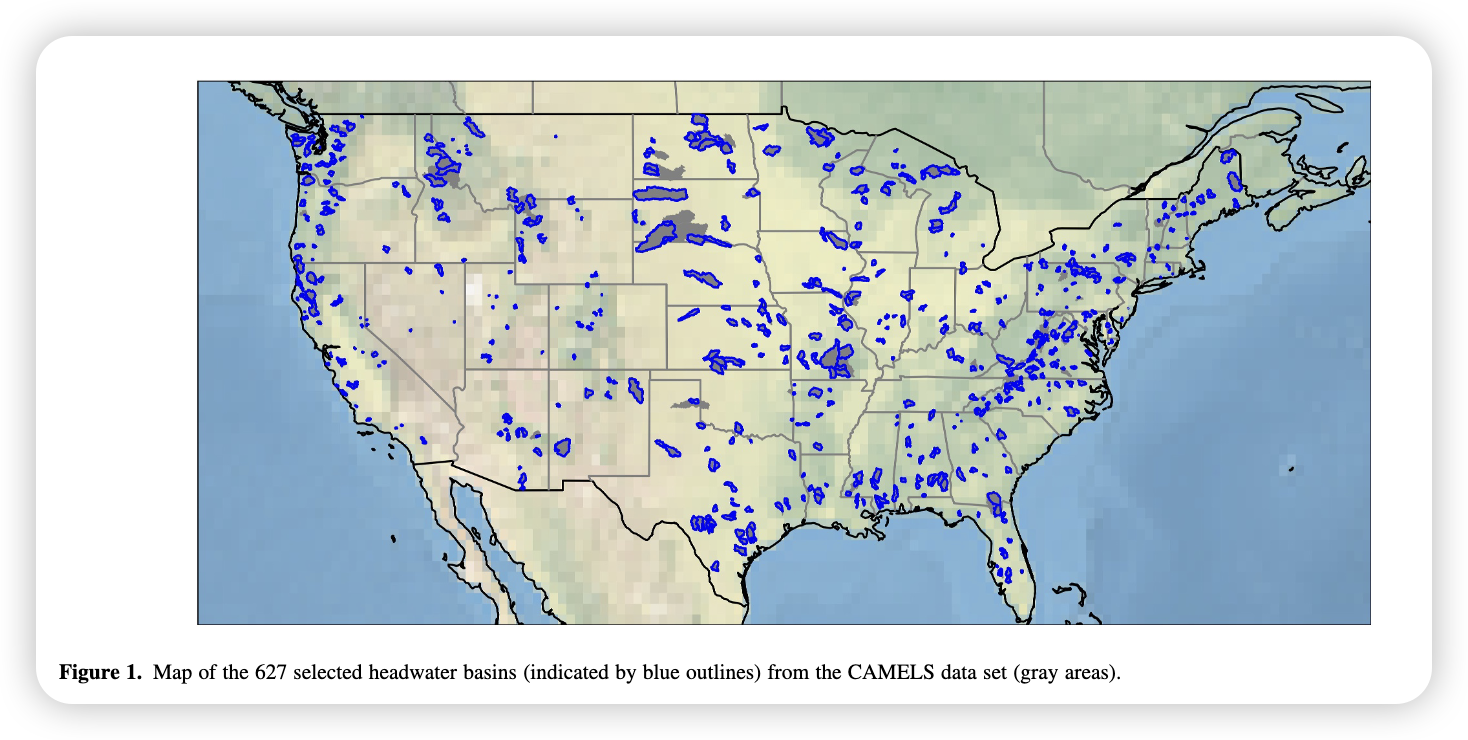 Figure 1. Map of the 627 selected headwater basins (indicated by blue outlines) from the CAMELS data set (gray areas).